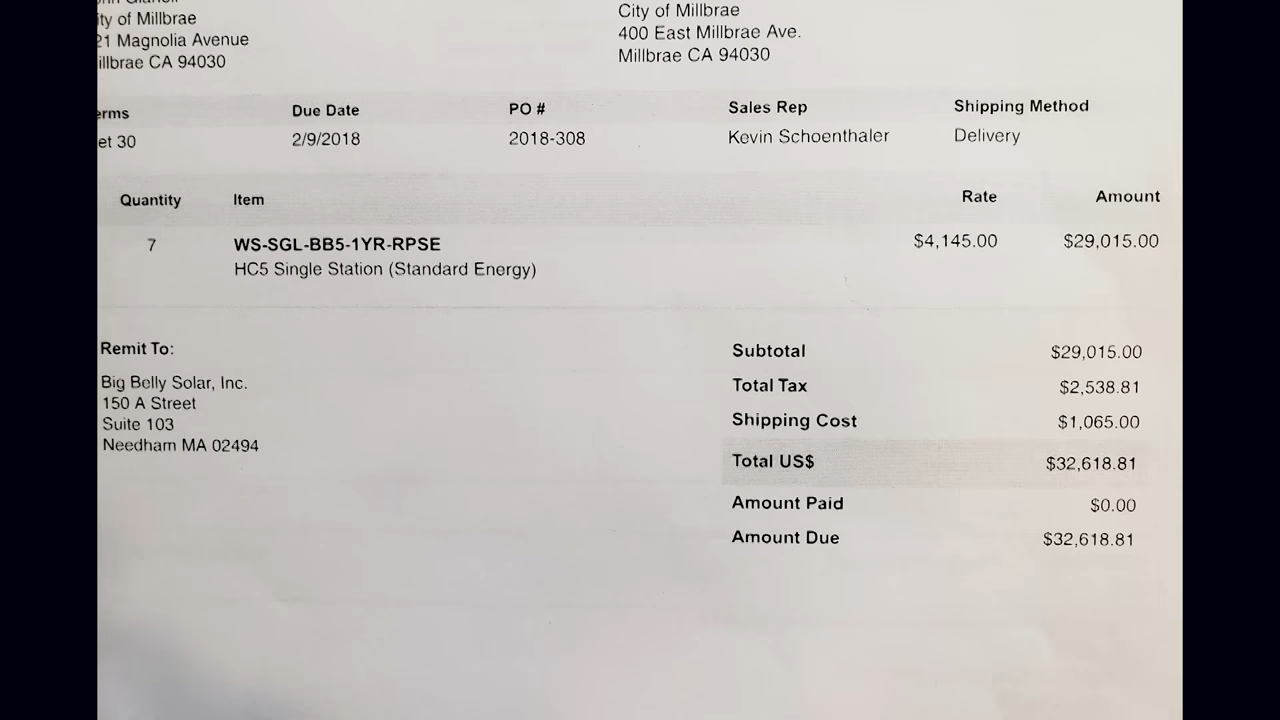 City of Millbrae
400 East Millbrae Ave.
Millbrae CA 94030
ity of Millbrae
21 Magnolia Avenue
illbrae CA 94030
erms Due Date PO # Sales Rep Shipping Method
et 30 2/9/2018 2018-308 Kevin Schoenthaler Delivery
Quantity Item Rate Amount
7 WS-SGL-BB5-1YR-RPSE $4,145.00 $29,015.00
HC5 Single Station (Standard Energy)
Remit To:
Big Belly Solar, Inc.
150 A Street
Suite 103
Needham MA 02494
Subtotal $29,015.00
Total Tax $2,538.81
Shipping Cost $1,065.00
Total US$ $32,618.81
Amount Paid $0.00
Amount Due $32,618.81